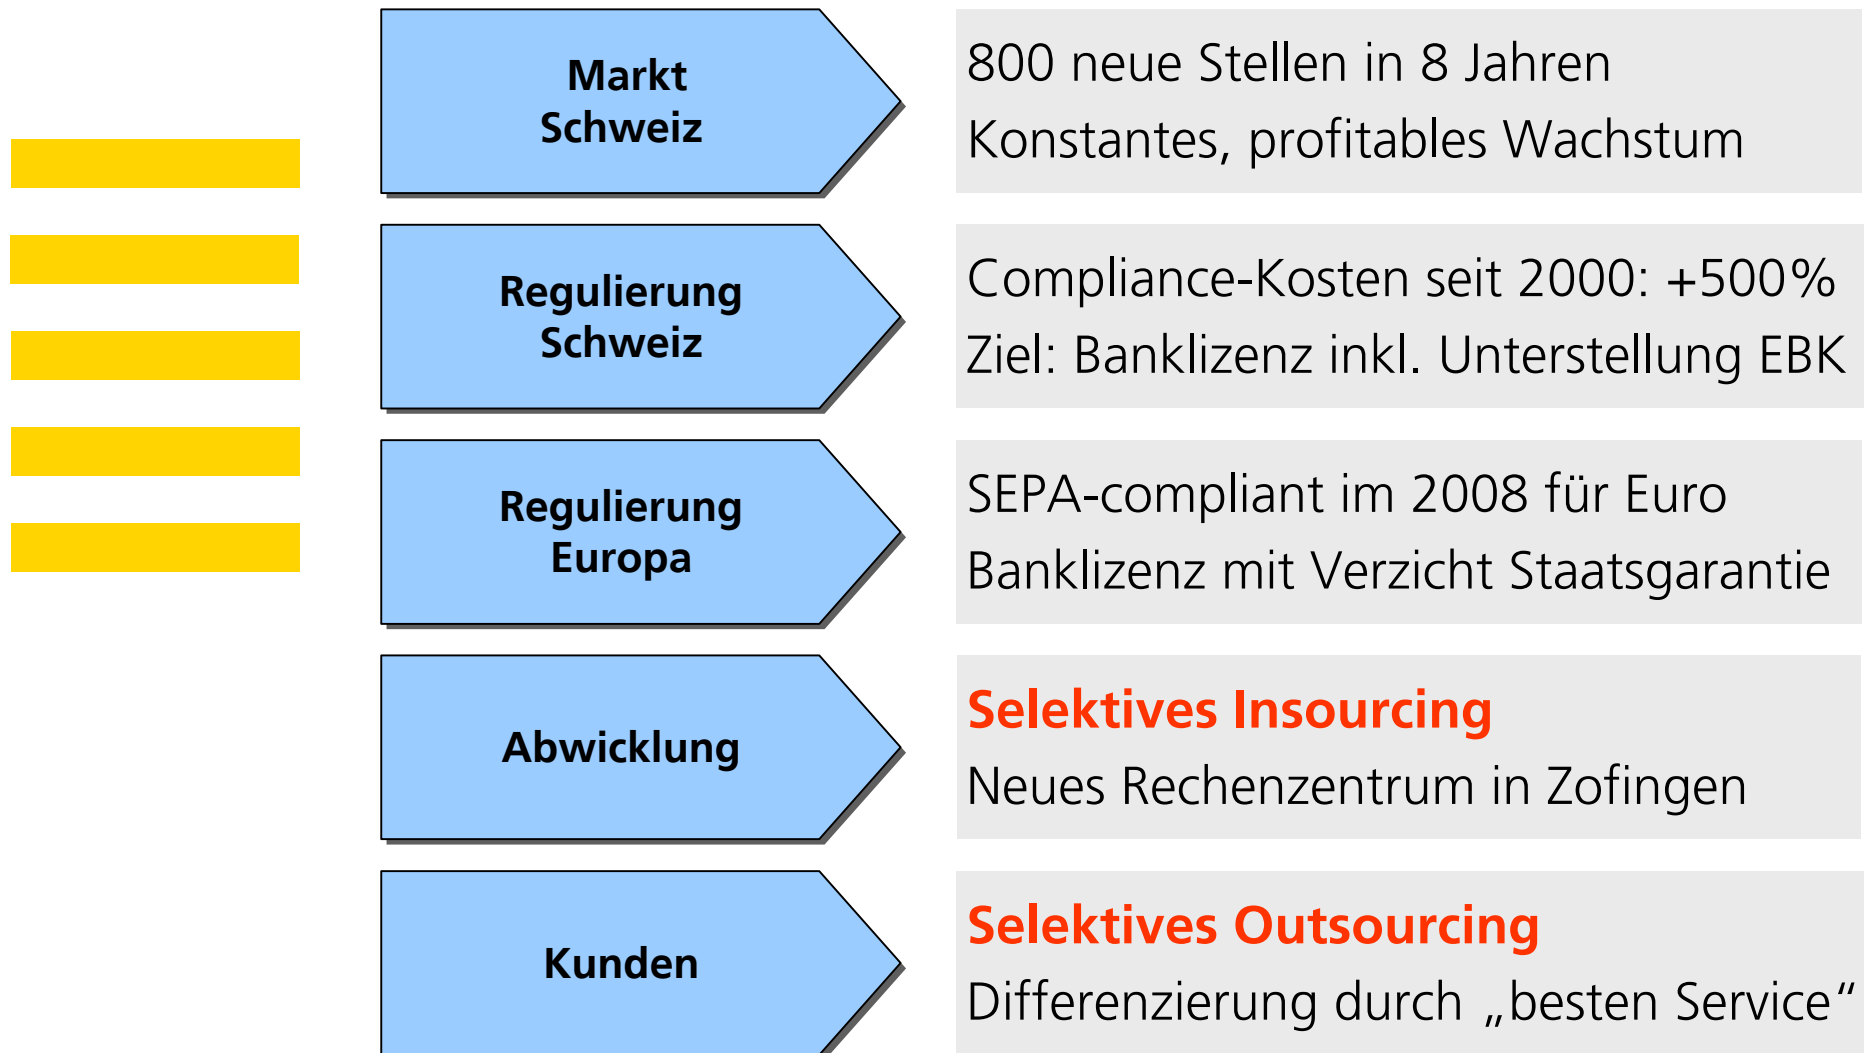 Markt
Schweiz
800 neue Stellen in 8 Jahren
Konstantes, profitables Wachstum
Regulierung
Schweiz
Compliance-Kosten seit 2000: +500%
Ziel: Banklizenz inkl. Unterstellung EBK
Regulierung
Europa
SEPA-compliant im 2008 für Euro
Banklizenz mit Verzicht Staatsgarantie
Abwicklung
Selektives Insourcing
Neues Rechenzentrum in Zofingen
Kunden
Selektives Outsourcing
Differenzierung durch „besten Service“